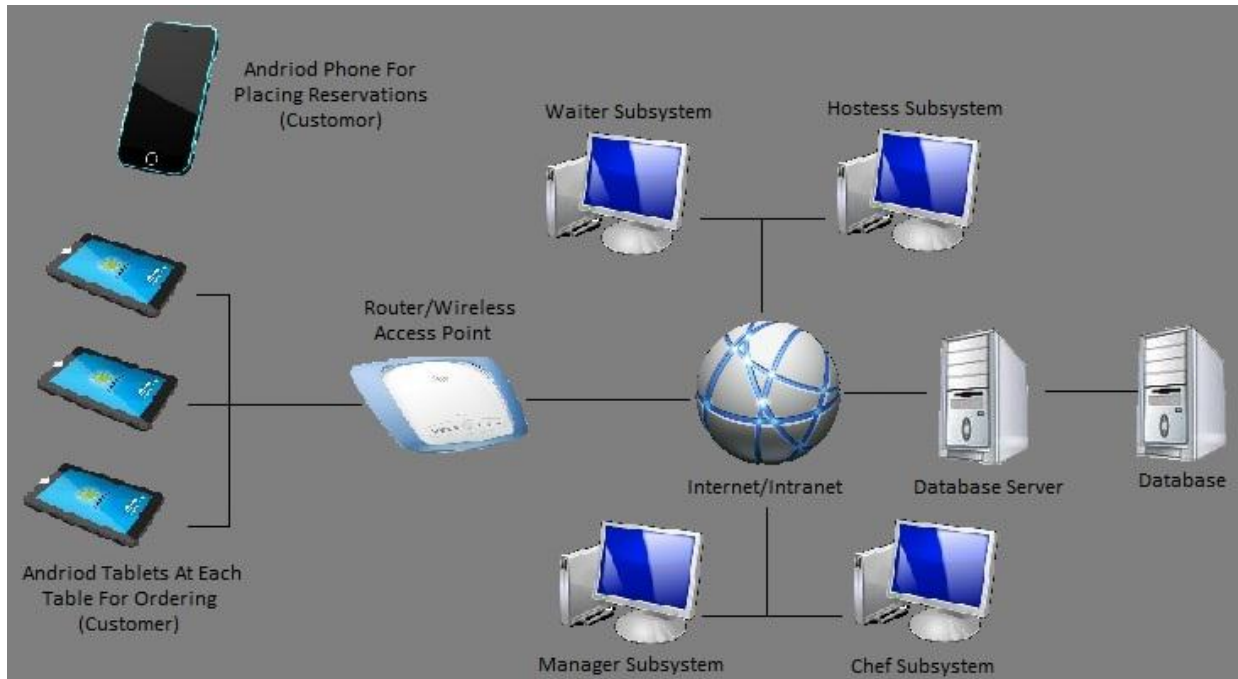 Andriod Phone For
Placing Reservations
(Customor)
Waiter Subsystem
Hostess Subsystem
Router/Wireless
Access Point
Internet/Intranet
Database Server
Database
Andriod Tablets At Each
Table For Ordering
(Customer)
Manager Subsystem
Chef Subsystem